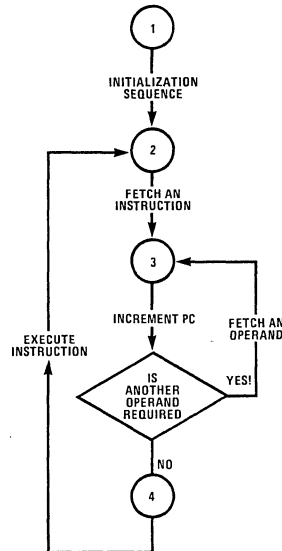 1
INITIALIZATION
SEQUENCE
2
FETCH AN
INSTRUCTION
3
INCREMENT PC
FETCH AN
OPERAND
EXECUTE
INSTRUCTION
IS
ANOTHER
OPERAND
REQUIRED
YES!
NO
4